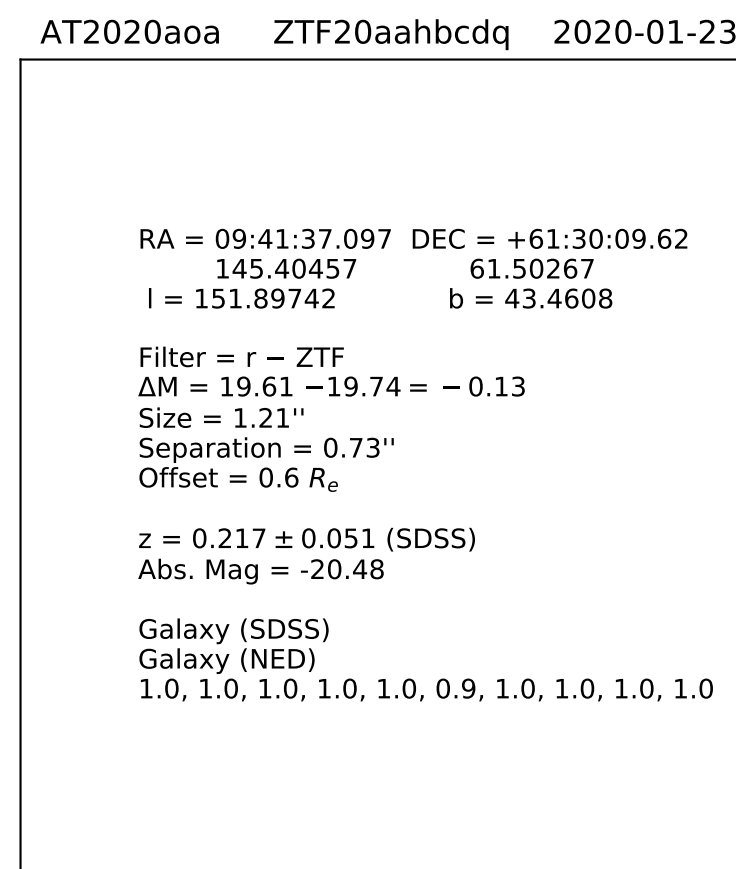 AT2020aoa ZTF20aahbcdq 2020-01-23
RA = 09:41:37.097 DEC = +61:30:09.62
145.40457 61.50267
l = 151.89742 b = 43.4608
Filter = r − ZTF
ΔM = 19.61 −19.74 = − 0.13
Size = 1.21''
Separation = 0.73''
Offset = 0.6 Rₑ
z = 0.217 ± 0.051 (SDSS)
Abs. Mag = -20.48
Galaxy (SDSS)
Galaxy (NED)
1.0, 1.0, 1.0, 1.0, 1.0, 0.9, 1.0, 1.0, 1.0, 1.0